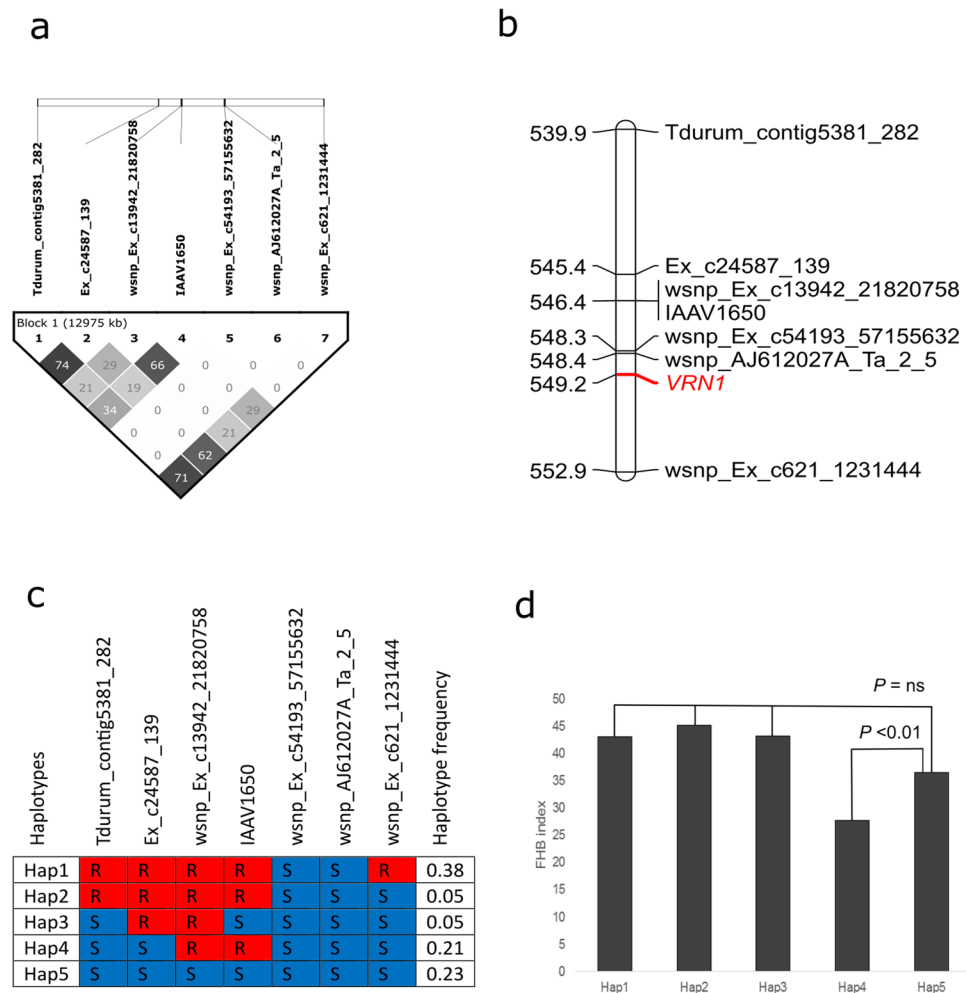 a
Tdurum_contig5381_282
Ex_c24587_139
wsnp_Ex_c13942_21820758
IAAV1650
wsnp_Ex_c54193_57155632
wsnp_AJ612027A_Ta_2_5
wsnp_Ex_c621_1231444
Block 1 (12975 kb)
1 2 3 4 5 6 7
74 29 66 0 0 0
21 19 0 0 0
34 0 0 29
0 0 21
0 62
71
b
539.9 Tdurum_contig5381_282
545.4 Ex_c24587_139
546.4 wsnp_Ex_c13942_21820758
IAAV1650
548.3 wsnp_Ex_c54193_57155632
548.4 wsnp_AJ612027A_Ta_2_5
549.2 VRN1
552.9 wsnp_Ex_c621_1231444
c
Haplotypes
Tdurum_contig5381_282
Ex_c24587_139
wsnp_Ex_c13942_21820758
IAAV1650
wsnp_Ex_c54193_57155632
wsnp_AJ612027A_Ta_2_5
wsnp_Ex_c621_1231444
Haplotype frequency
Hap1 R R R R S S R 0.38
Hap2 R R R R S S S 0.05
Hap3 S R R S S S S 0.05
Hap4 S S R R S S S 0.21
Hap5 S S S S S S S 0.23
d
P = ns
P <0.01
FHB index
50
45
40
35
30
25
20
15
10
5
0
Hap1 Hap2 Hap3 Hap4 Hap5